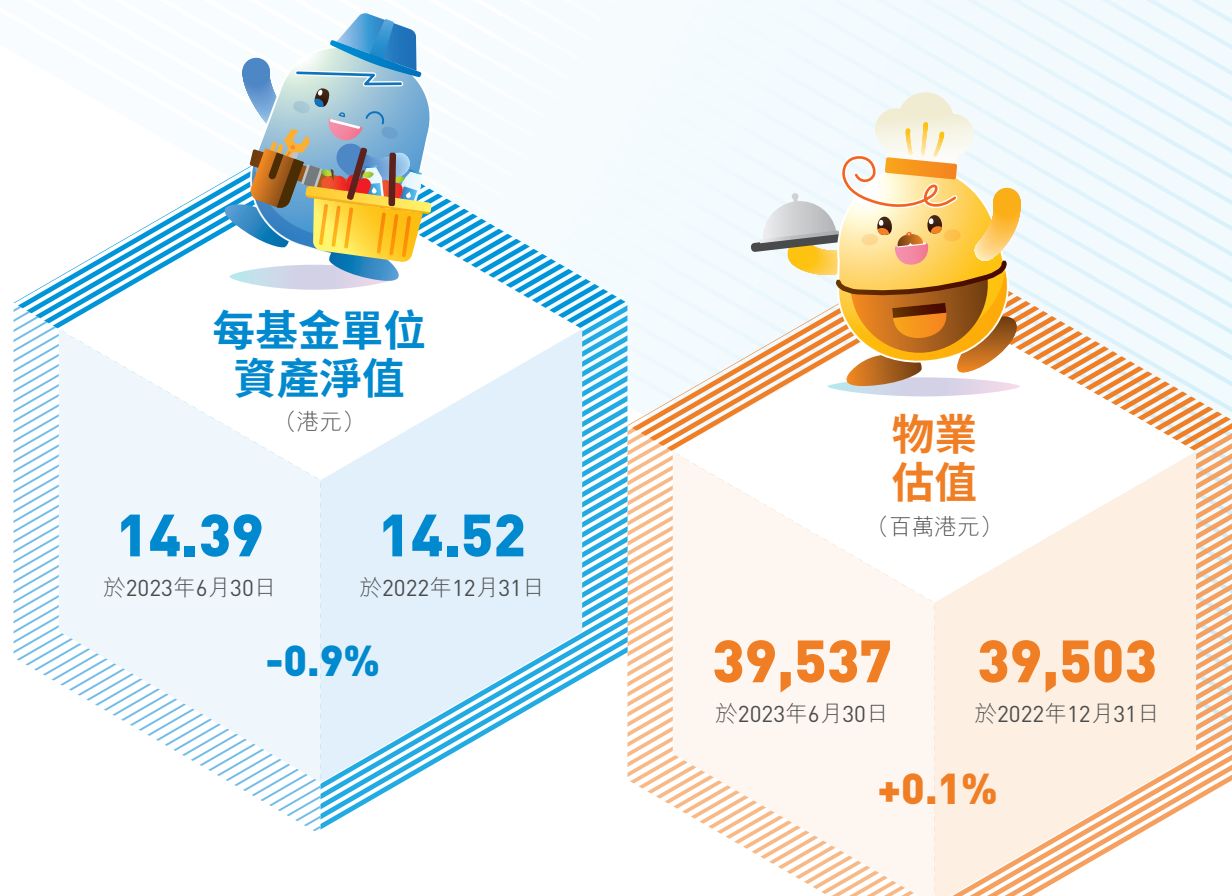 每基金單位
資產淨值
（港元）
14.39
於2023年6月30日
14.52
於2022年12月31日
-0.9%
物業
估值
（百萬港元）
39,537
於2023年6月30日
39,503
於2022年12月31日
+0.1%